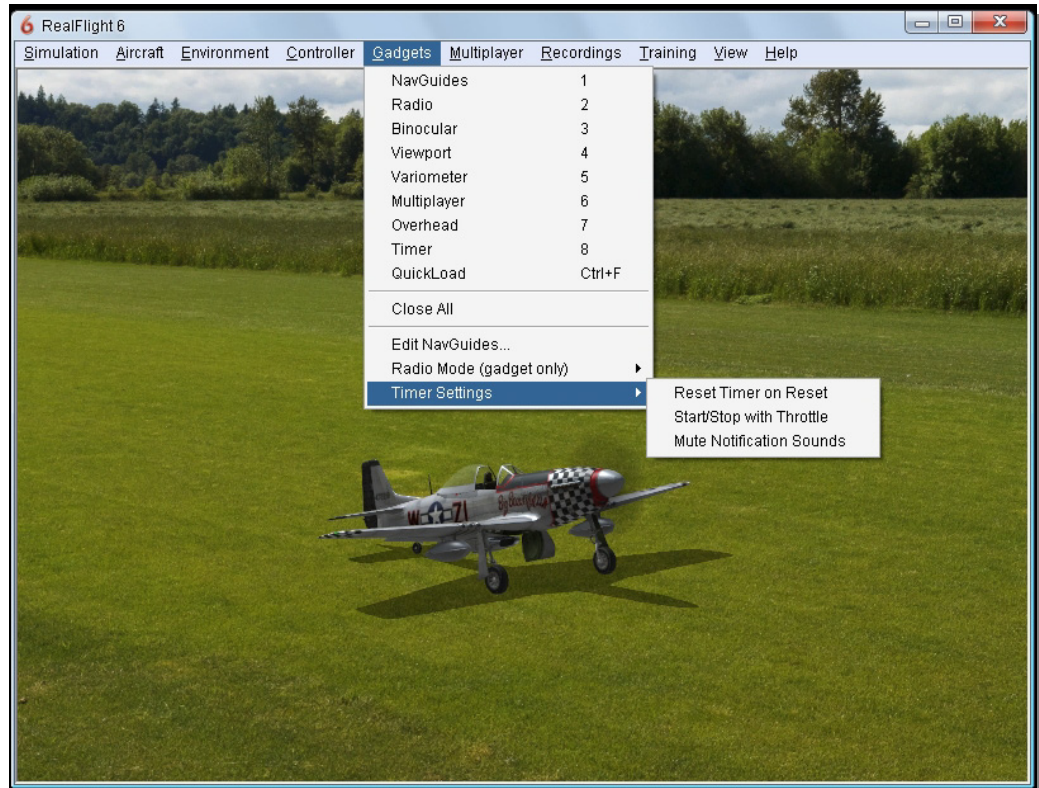 6 RealFlight 6
Simulation Aircraft Environment Controller Gadgets Multiplayer Recordings Training View Help
NavGuides 1
Radio 2
Binocular 3
Viewport 4
Variometer 5
Multiplayer 6
Overhead 7
Timer 8
QuickLoad Ctrl+F
Close All
Edit NavGuides...
Radio Mode (gadget only)
Timer Settings
Reset Timer on Reset
Start/Stop with Throttle
Mute Notification Sounds
W ZI